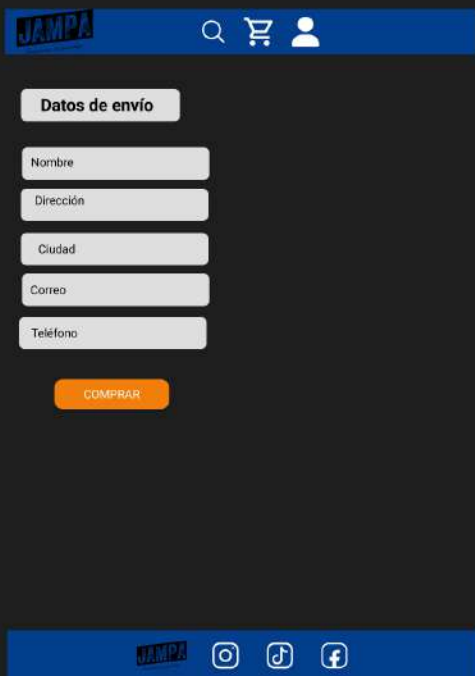 JAMPA
Datos de envío
Nombre
Dirección
Ciudad
Correo
Teléfono
COMPRAR
JAMPA